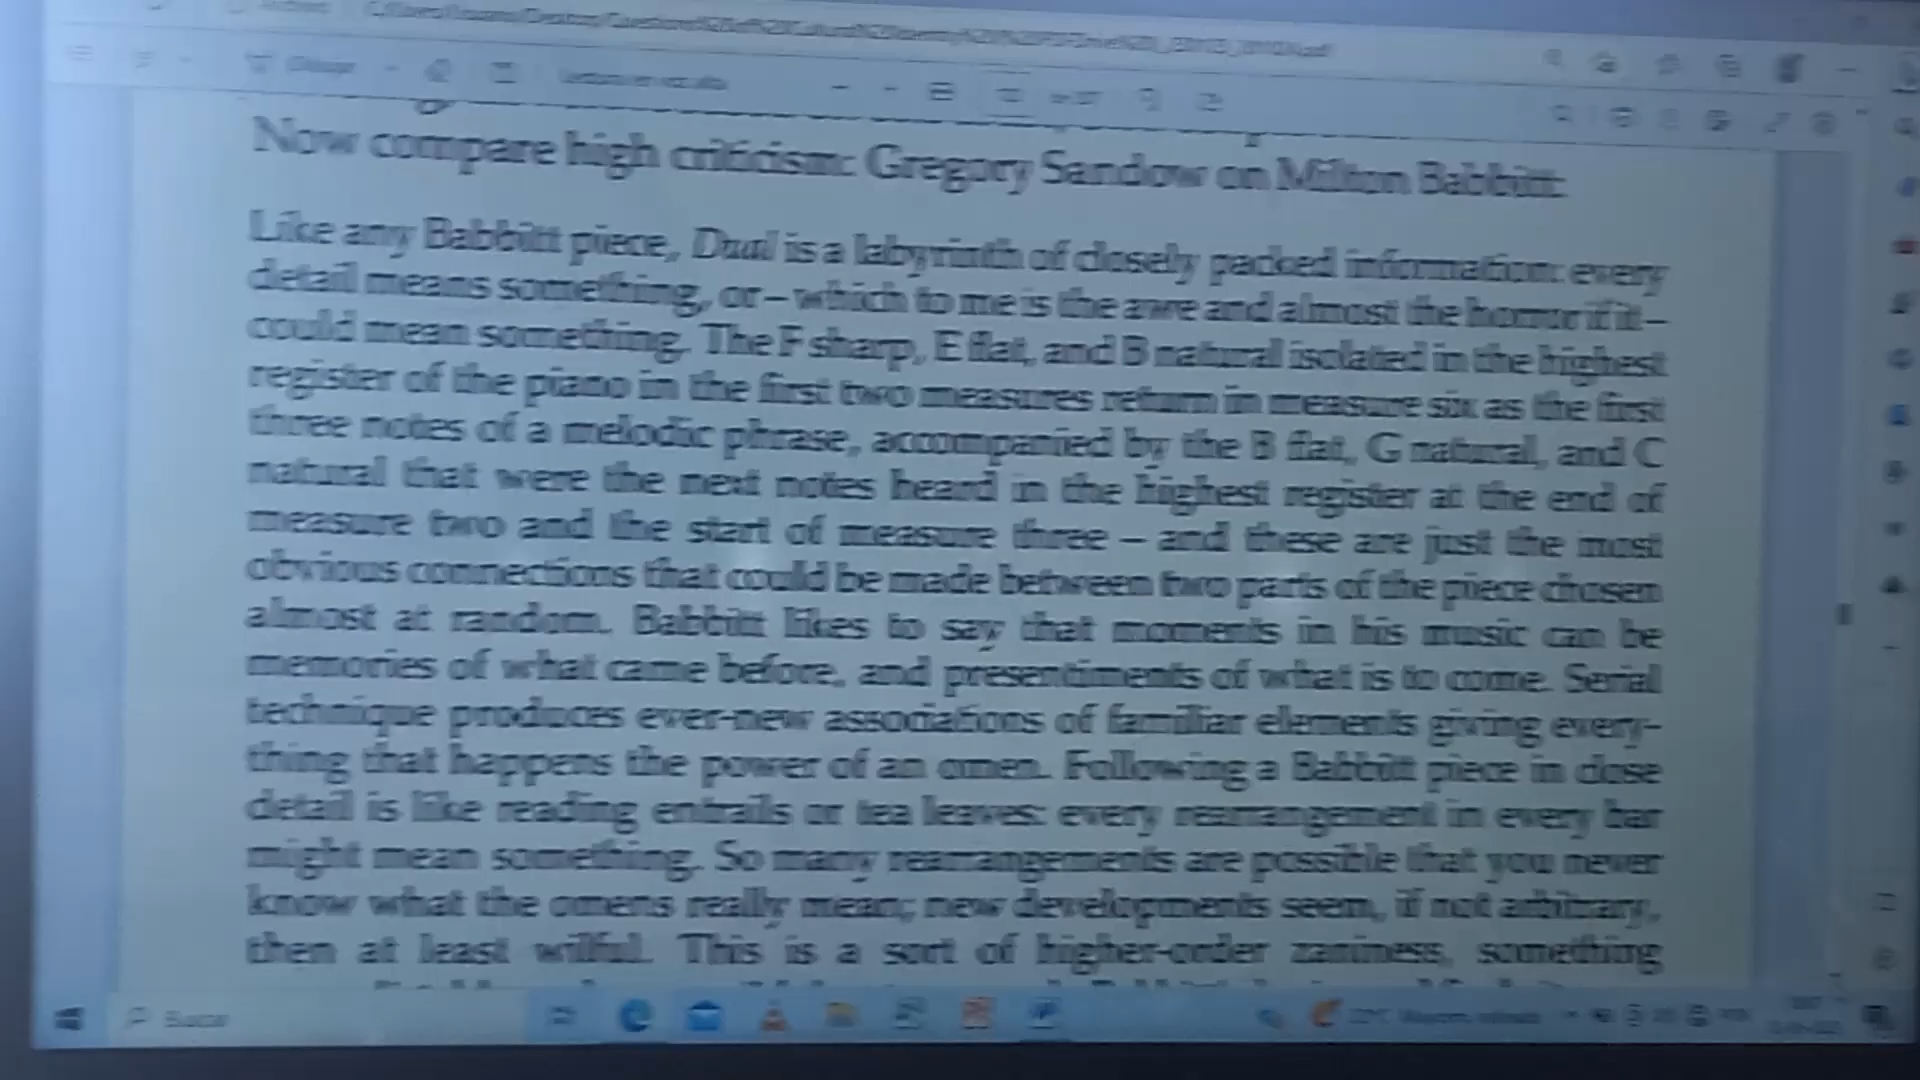 Now compare high criticism: Gregory Sandow on Milton Babbitt:
Like any Babbitt piece, Dual is a labyrinth of closely packed information: every
detail means something, or – which to me is the awe and almost the horror if it –
could mean something. The F sharp, E flat, and B natural isolated in the highest
register of the piano in the first two measures return in measure six as the first
three notes of a melodic phrase, accompanied by the B flat, G natural, and C
natural that were the next notes heard in the highest register at the end of
measure two and the start of measure three – and these are just the most
obvious connections that could be made between two parts of the piece chosen
almost at random. Babbitt likes to say that moments in his music can be
memories of what came before, and presentiments of what is to come. Serial
technique produces ever-new associations of familiar elements giving every-
thing that happens the power of an omen. Following a Babbitt piece in close
detail is like reading entrails or tea leaves: every rearrangement in every bar
might mean something. So many rearrangements are possible that you never
know what the omens really mean; new developments seem, if not arbitrary,
then at least wilful. This is a sort of higher-order zaniness, something
Buscar